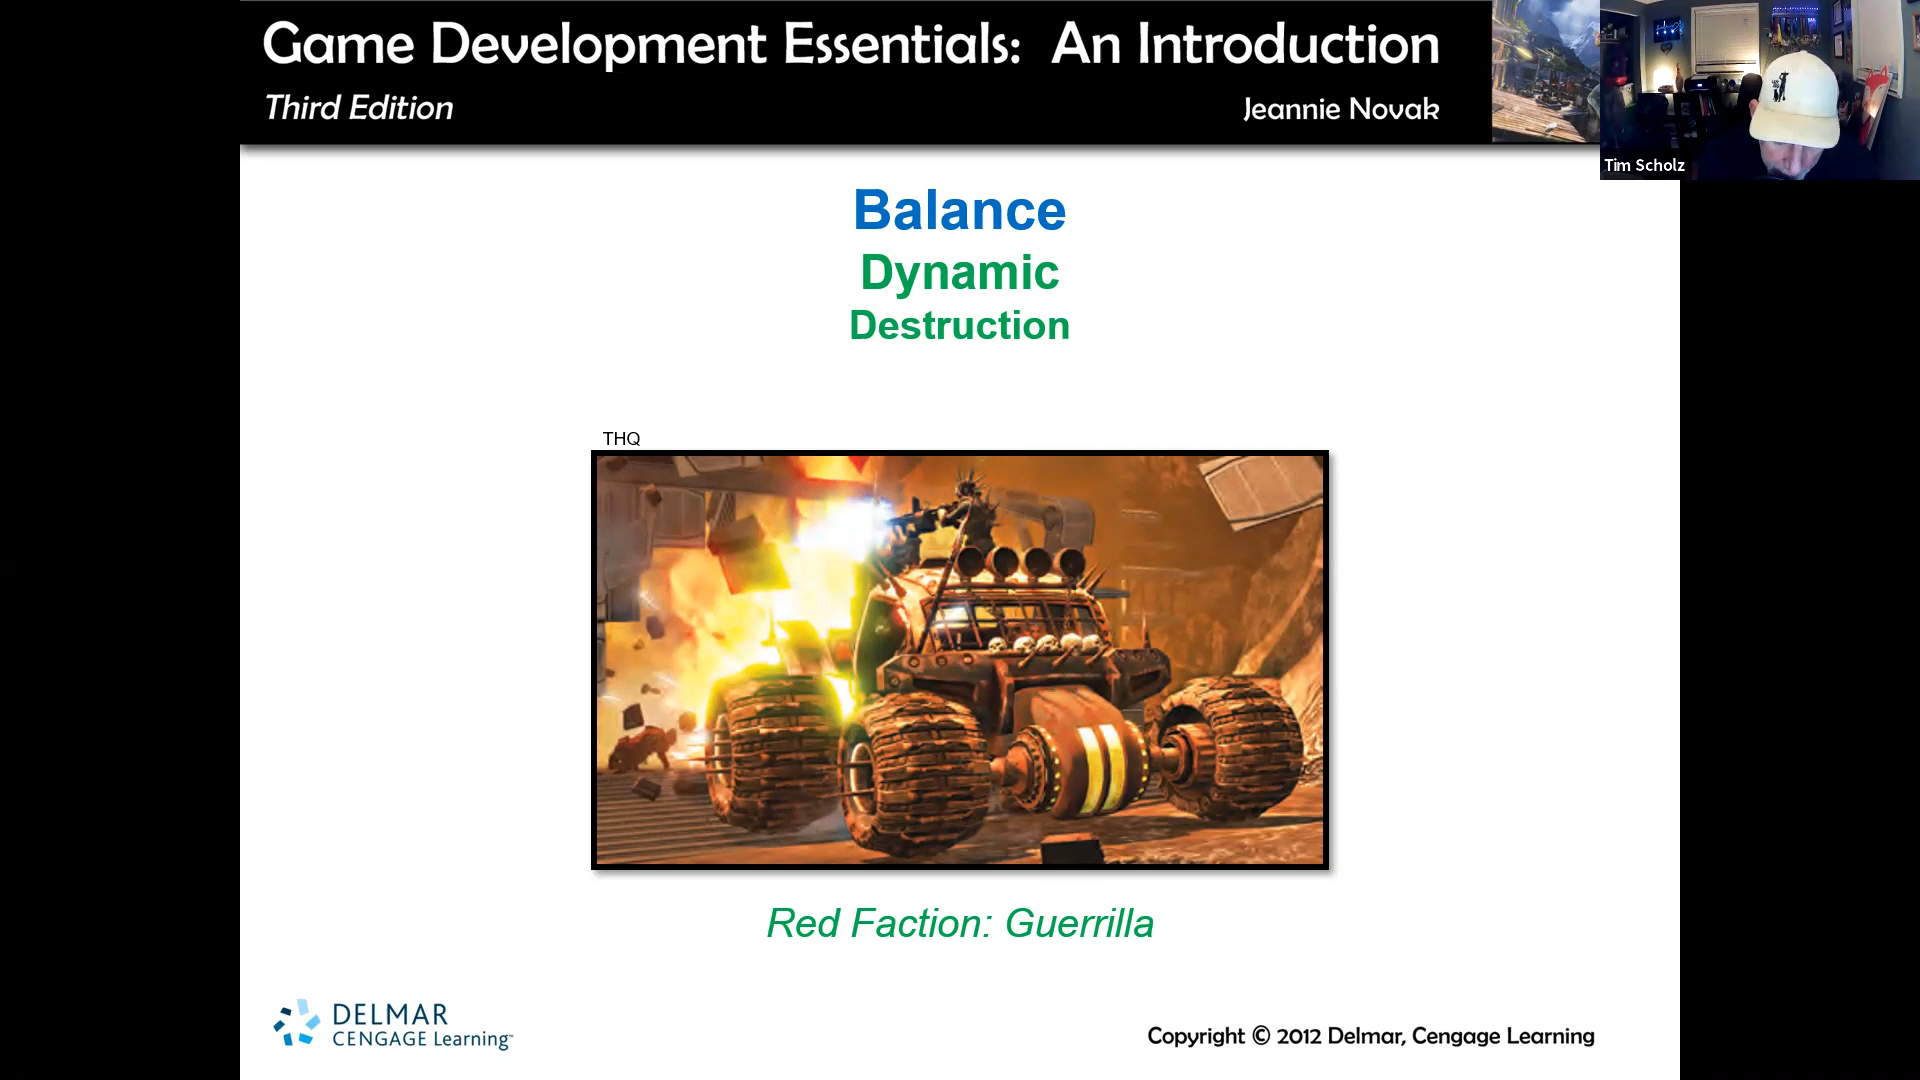 Game Development Essentials: An Introduction
Third Edition
Jeannie Novak
Tim Scholz
Balance
Dynamic
Destruction
THQ
Red Faction: Guerrilla
DELMAR
CENGAGE Learning™
Copyright © 2012 Delmar, Cengage Learning